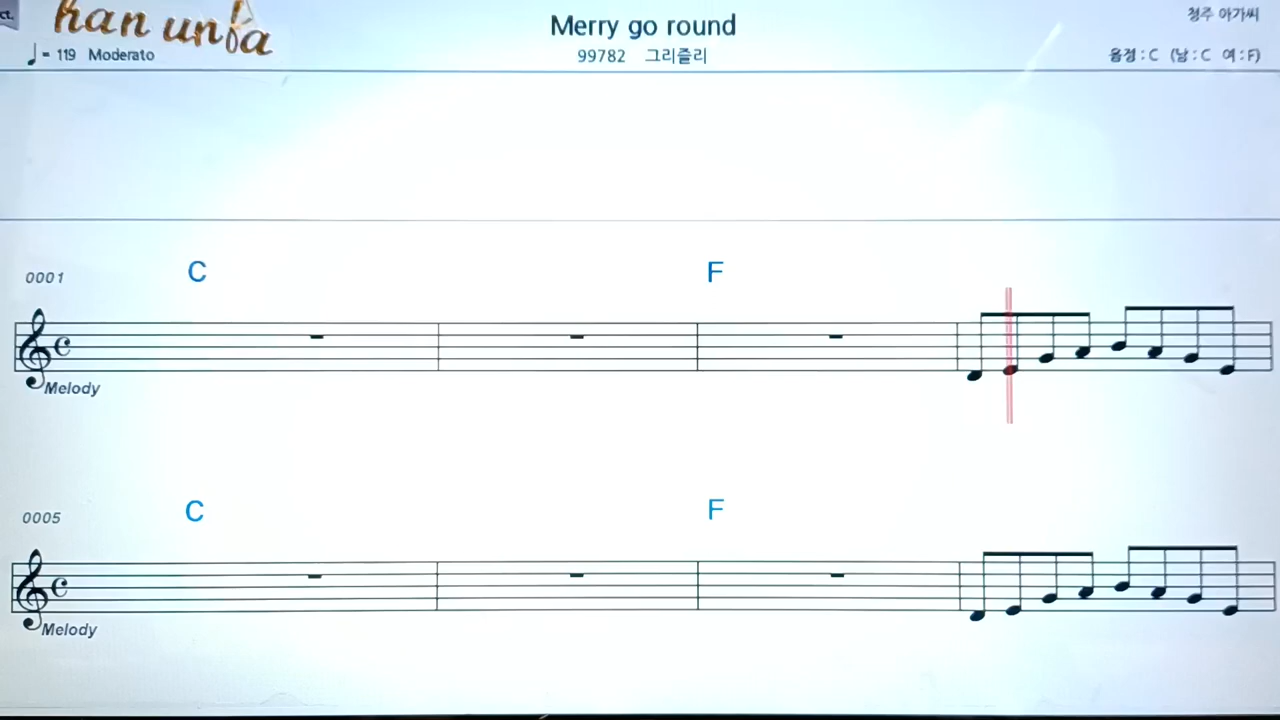 ct.
han unfa
Merry go round
청주 아가씨
♩= 119 Moderato
99782 그리즐리
음정 : C (남 : C 여 : F)
0001
C
F
Melody
0005
C
F
Melody